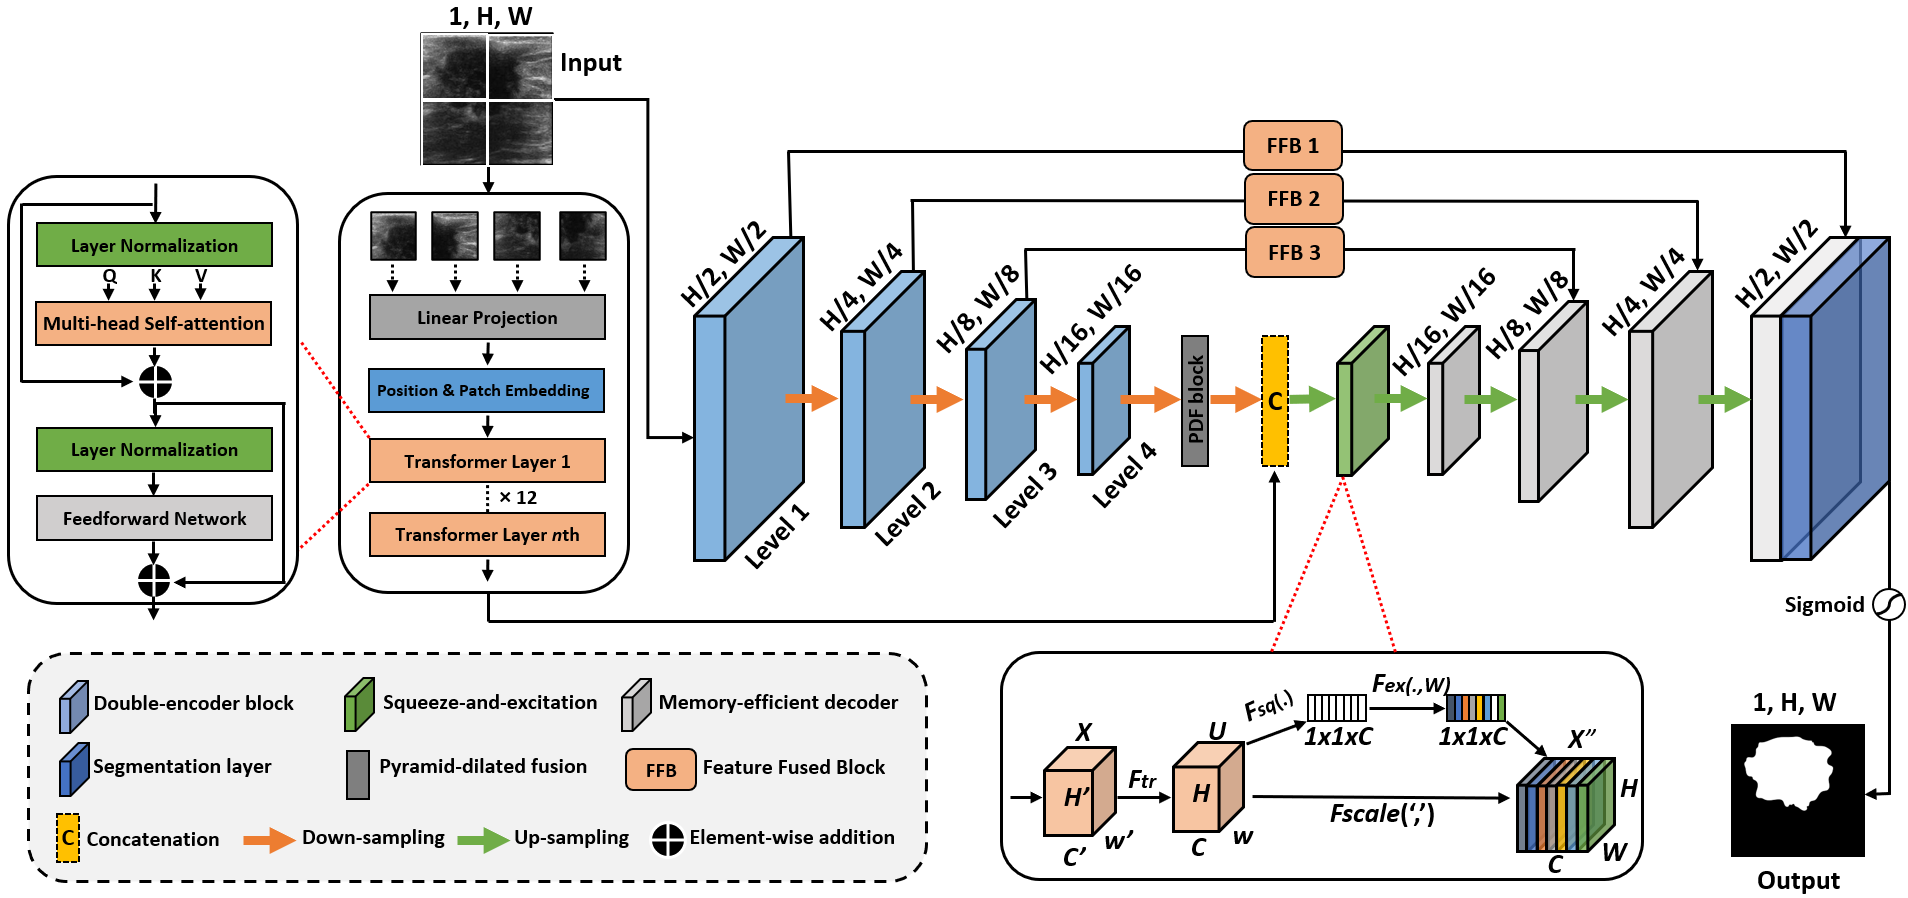 1, H, W
Input
Layer Normalization
Q K V
Multi-head Self-attention
Layer Normalization
Feedforward Network
Linear Projection
Position & Patch Embedding
Transformer Layer 1
× 12
Transformer Layer nth
H/2, W/2
Level 1
H/4, W/4
Level 2
H/8, W/8
Level 3
H/16, W/16
Level 4
FFB 1
FFB 2
FFB 3
PDF block
C
H/16, W/16
H/8, W/8
H/4, W/4
H/2, W/2
Sigmoid
1, H, W
Output
Double-encoder block
Squeeze-and-excitation
Memory-efficient decoder
Segmentation layer
Pyramid-dilated fusion
FFB
Feature Fused Block
C
Concatenation
Down-sampling
Up-sampling
Element-wise addition
X
H’
w’
C’
Ftr
U
H
w
C
Fsq(.)
1x1xC
Fex(.,W)
1x1xC
Fscale(‘,’)
X”
H
W
C